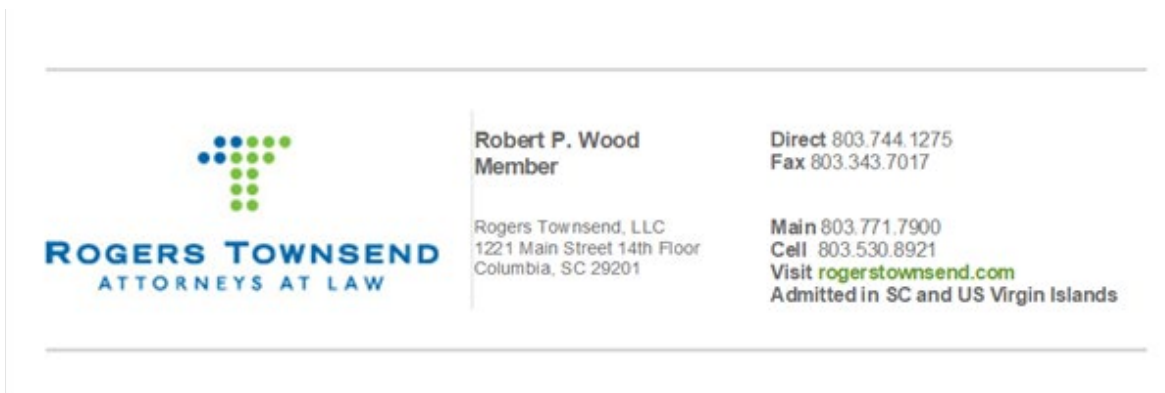 ROGERS TOWNSEND
ATTORNEYS AT LAW
Robert P. Wood
Member
Rogers Townsend, LLC
1221 Main Street 14th Floor
Columbia, SC 29201
Direct 803.744.1275
Fax 803.343.7017
Main 803.771.7900
Cell 803.530.8921
Visit rogerstownsend.com
Admitted in SC and US Virgin Islands